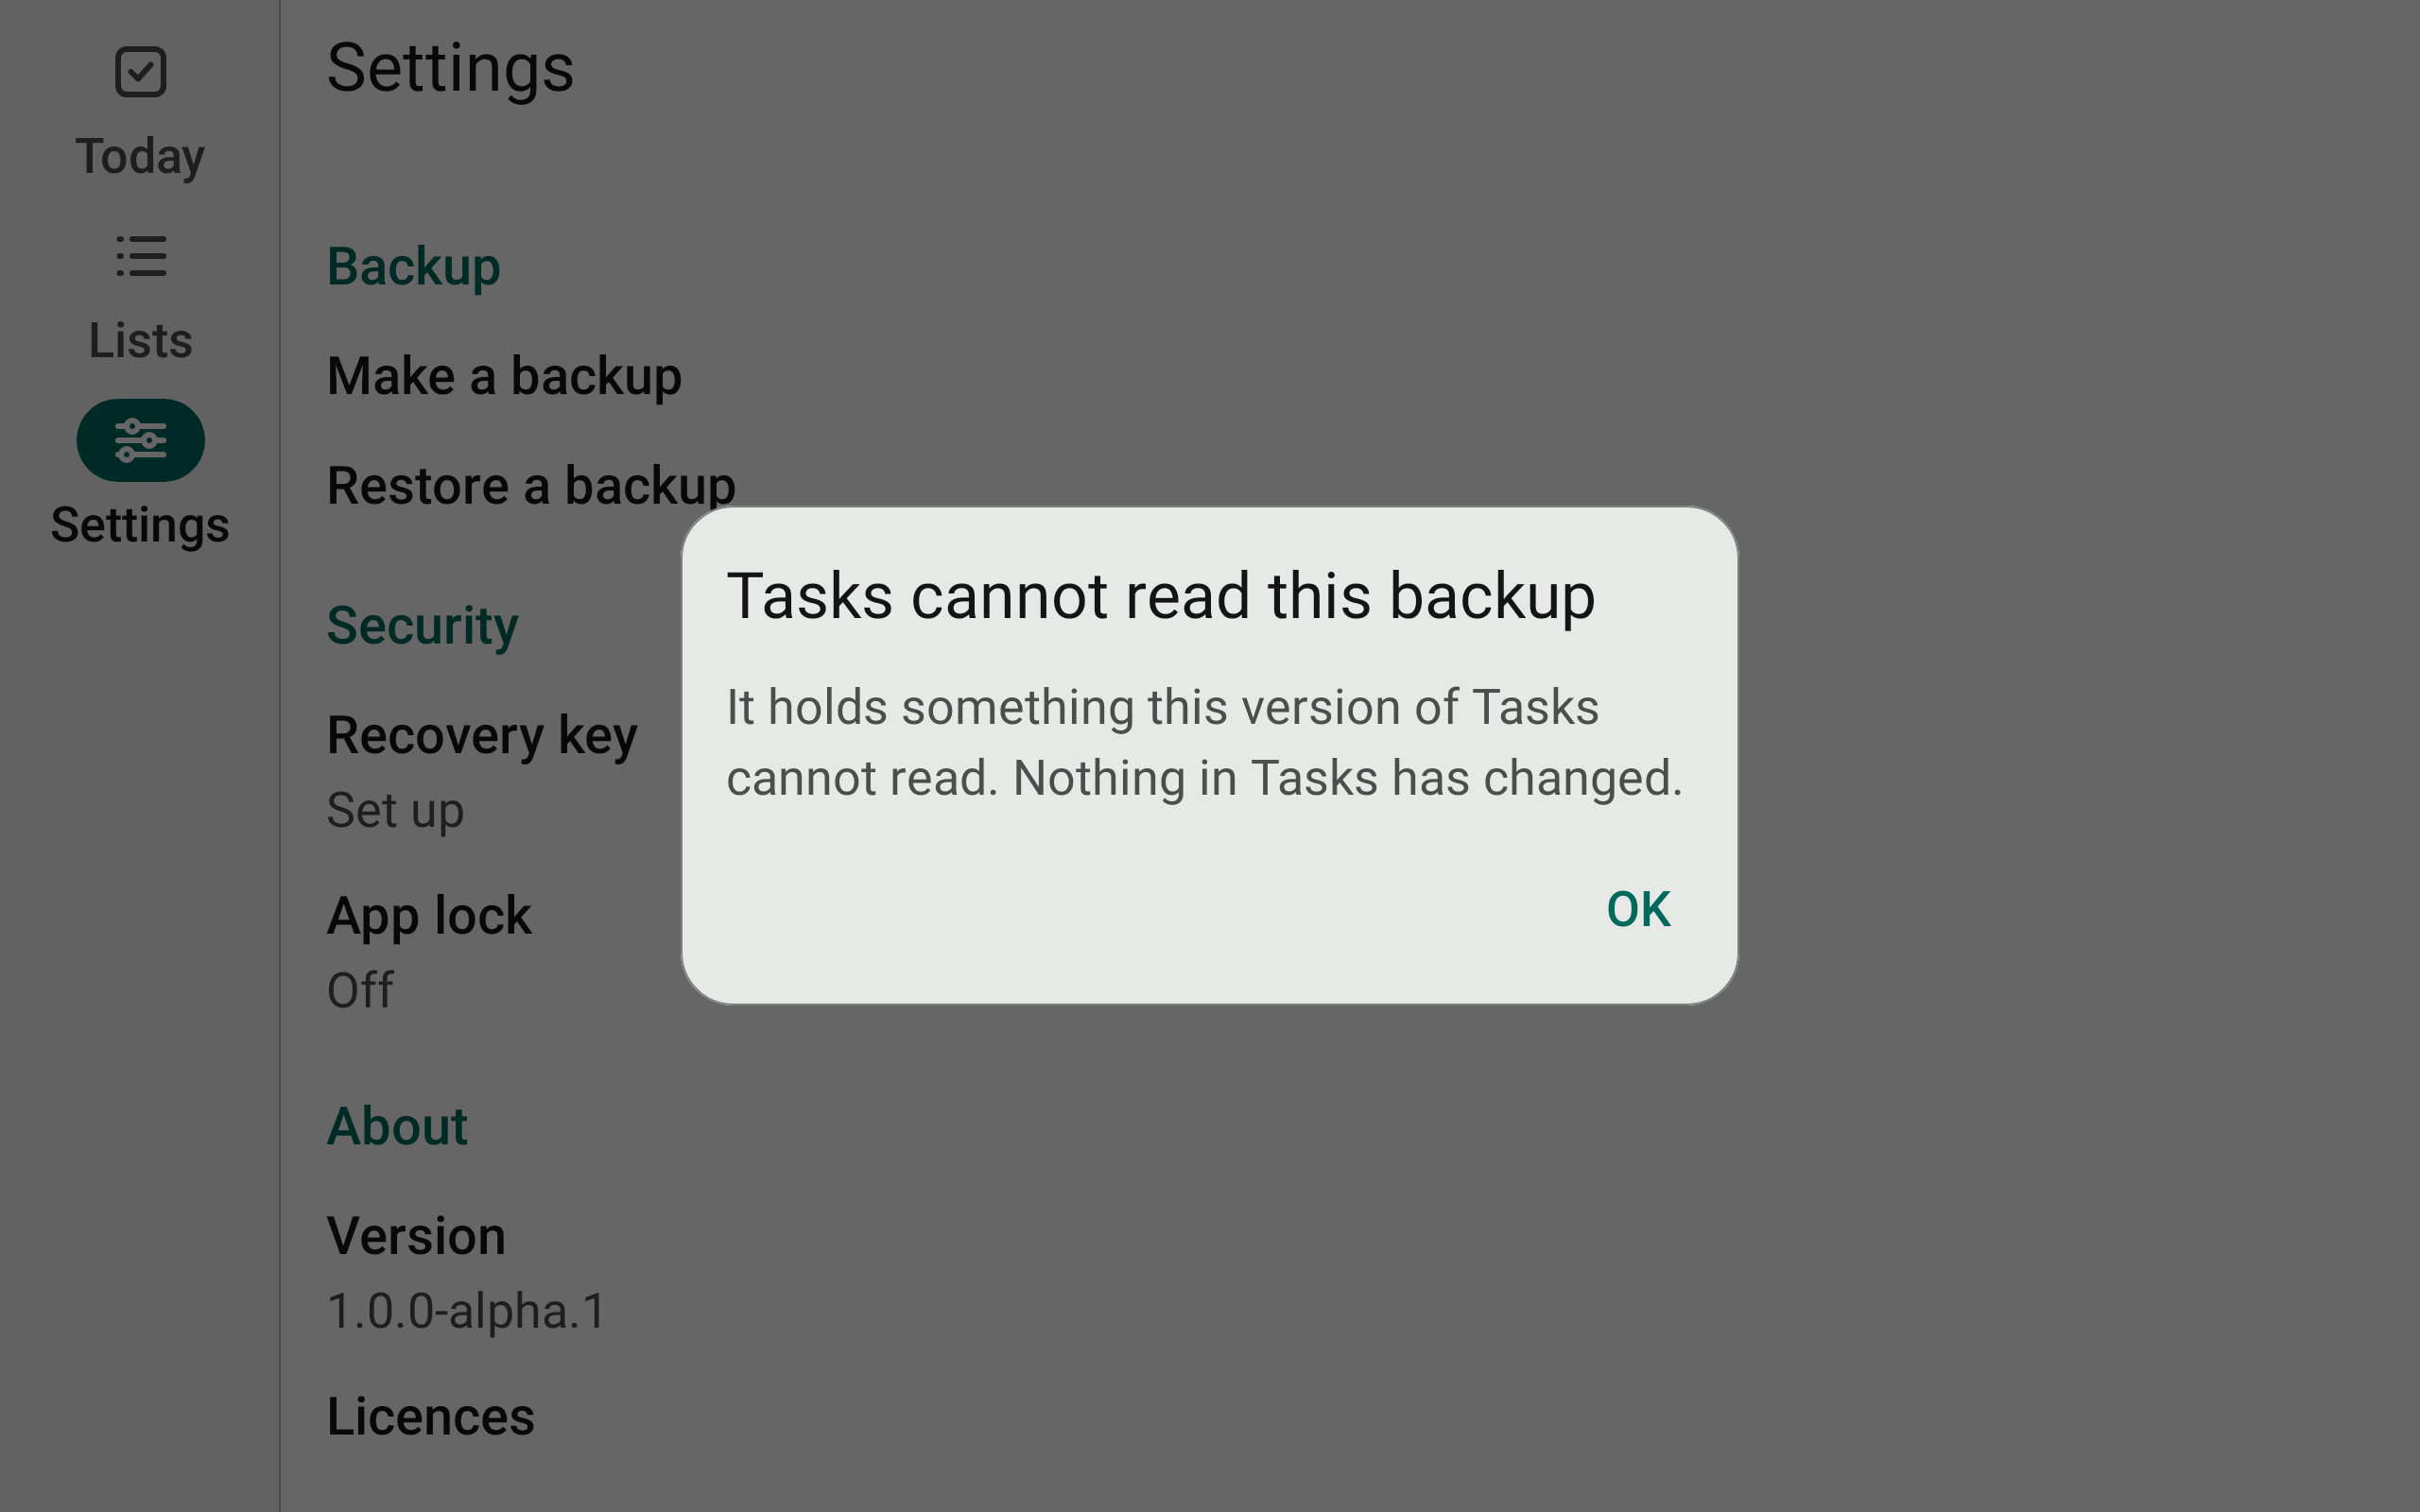 Today
Lists
Settings
Settings
Backup
Make a backup
Restore a backup
Security
Recovery key
Set up
App lock
Off
About
Version
1.0.0-alpha.1
Licences
Tasks cannot read this backup
It holds something this version of Tasks
cannot read. Nothing in Tasks has changed.
OK